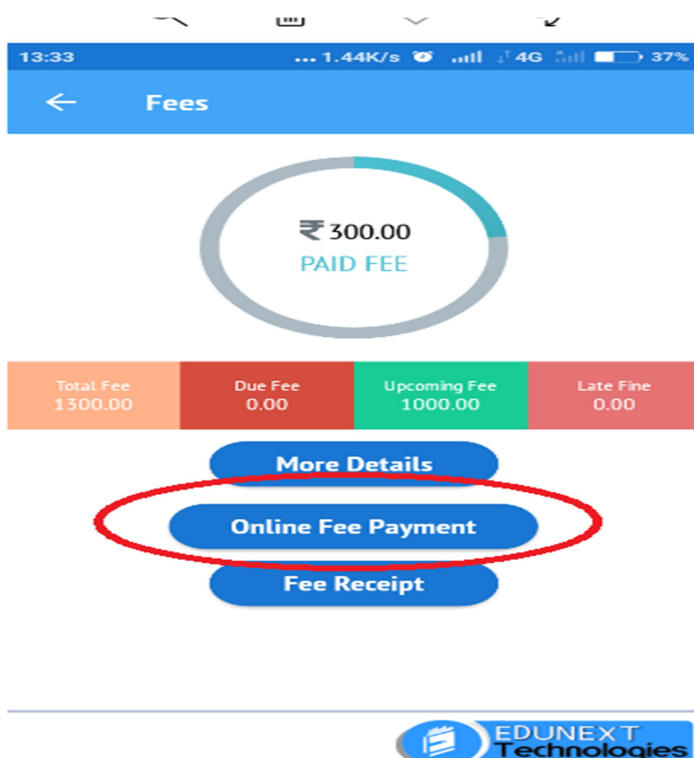 13:33 ... 1.44K/s 4G 37%
Fees
₹ 300.00
PAID FEE
Total Fee Due Fee Upcoming Fee Late Fine
1300.00 0.00 1000.00 0.00
More Details
Online Fee Payment
Fee Receipt
EDUNEXT
Technologies